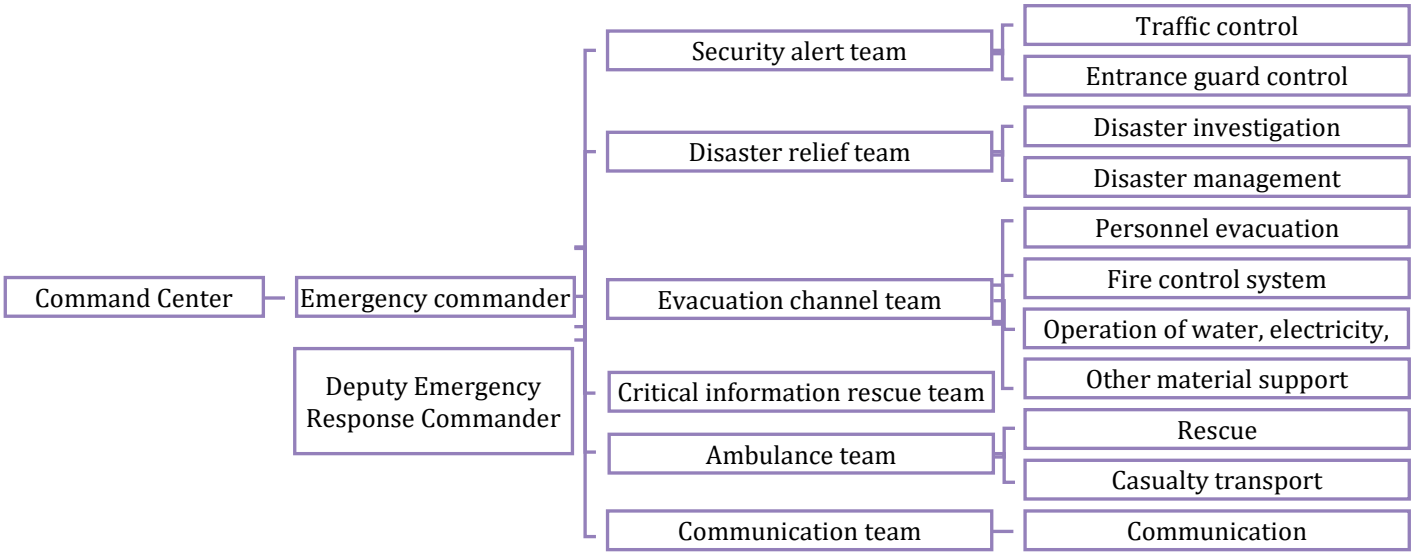 Command Center
Emergency commander
Deputy Emergency
Response Commander
Security alert team
Traffic control
Entrance guard control
Disaster relief team
Disaster investigation
Disaster management
Evacuation channel team
Personnel evacuation
Fire control system
Operation of water, electricity,
Other material support
Critical information rescue team
Ambulance team
Rescue
Casualty transport
Communication team
Communication